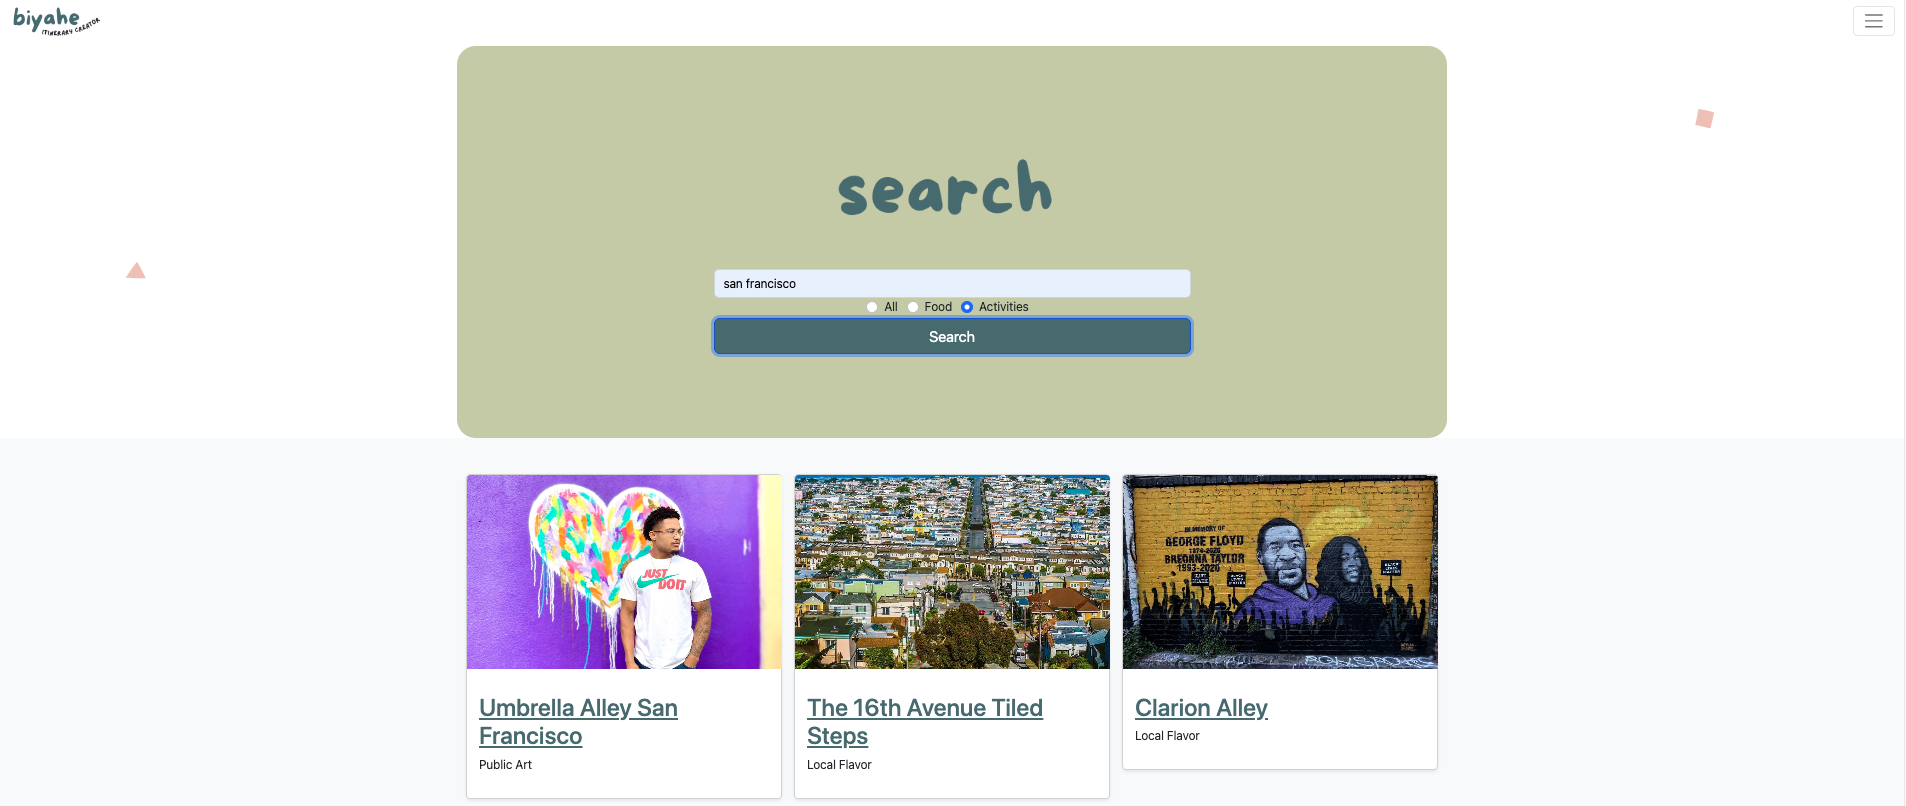 biyahe
ITINERARY CREATOR
search
san francisco
All Food Activities
Search
JUST
DO IT
IN MEMORY OF
GEORGE FLOYD
1974-2020
BREONNA TAYLOR
1993-2020
Umbrella Alley San
Francisco
Public Art
The 16th Avenue Tiled
Steps
Local Flavor
Clarion Alley
Local Flavor